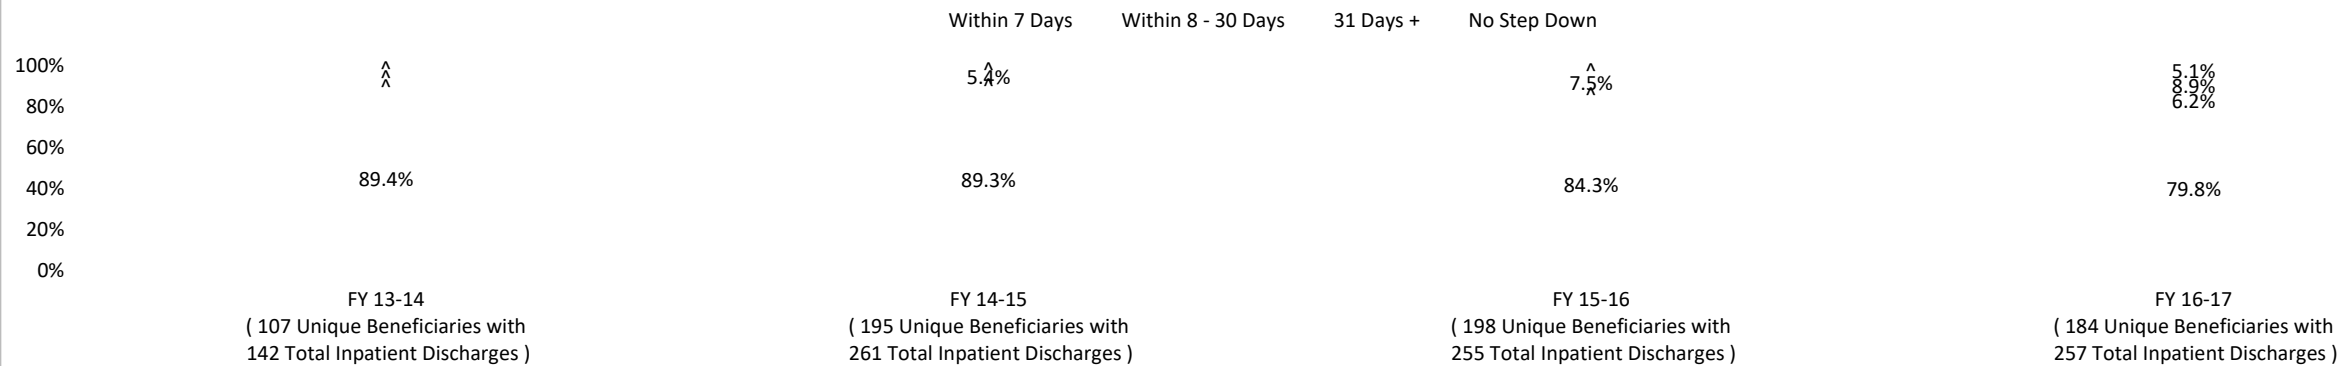 Within 7 Days Within 8 - 30 Days 31 Days + No Step Down
100%
80%
60%
40%
20%
0%
^
^
^
89.4%
^
5.4%
^
89.3%
^
7.5%
^
84.3%
5.1%
8.9%
6.2%
79.8%
FY 13-14
( 107 Unique Beneficiaries with
142 Total Inpatient Discharges )
FY 14-15
( 195 Unique Beneficiaries with
261 Total Inpatient Discharges )
FY 15-16
( 198 Unique Beneficiaries with
255 Total Inpatient Discharges )
FY 16-17
( 184 Unique Beneficiaries with
257 Total Inpatient Discharges )